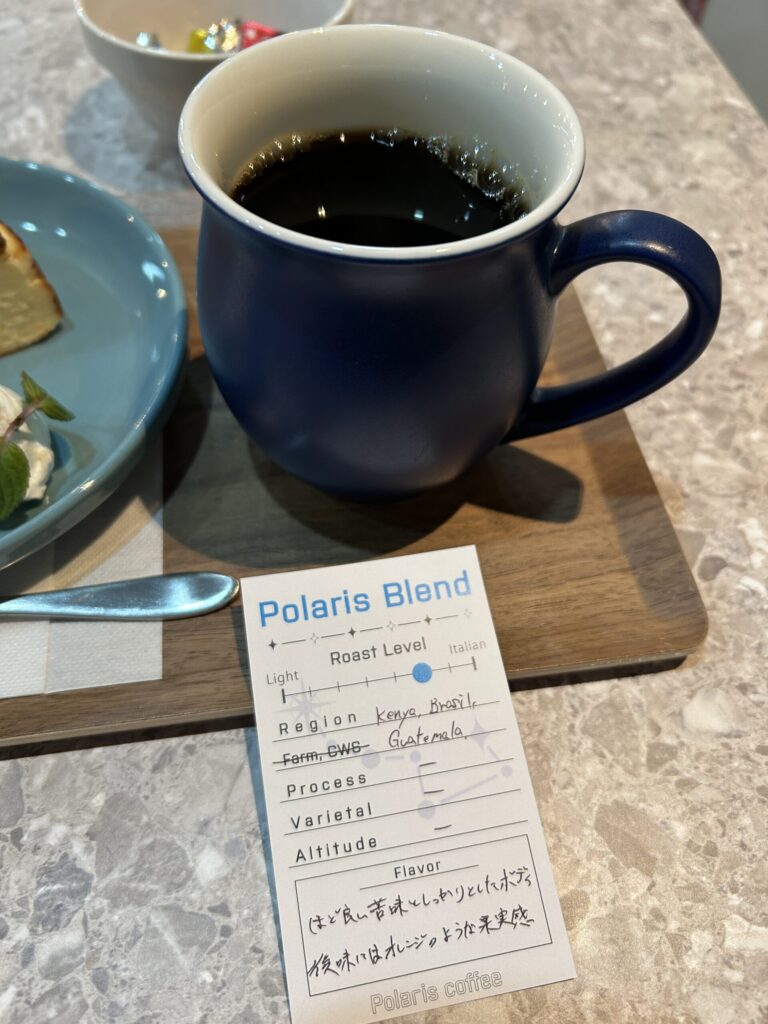 Polaris Blend
Roast Level
Light Italian
Region Kenya, Brasil,
Farm, CWS Guatemala,
Process —
Varietal —
Altitude —
Flavor
ほど良い苦味としっかりとしたボディ
後味にはオレンジのような果実感
Polaris coffee